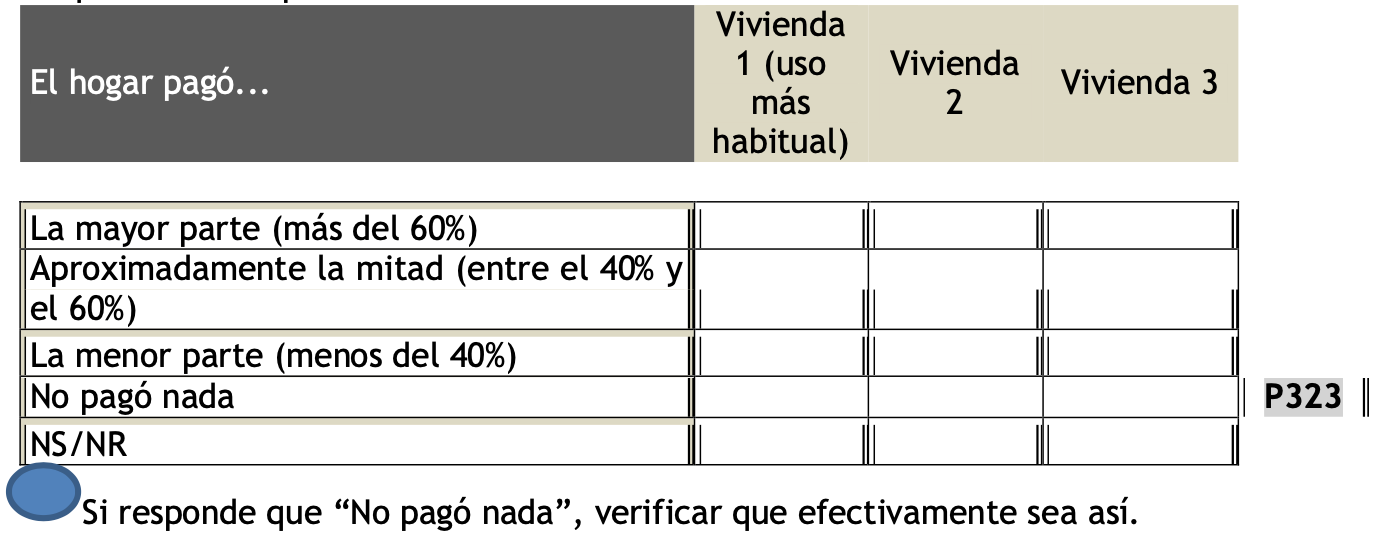 El hogar pagó...
Vivienda
1 (uso
más
habitual)
Vivienda
2
Vivienda 3
La mayor parte (más del 60%)
Aproximadamente la mitad (entre el 40% y
el 60%)
La menor parte (menos del 40%)
No pagó nada
P323
NS/NR
Si responde que “No pagó nada”, verificar que efectivamente sea así.